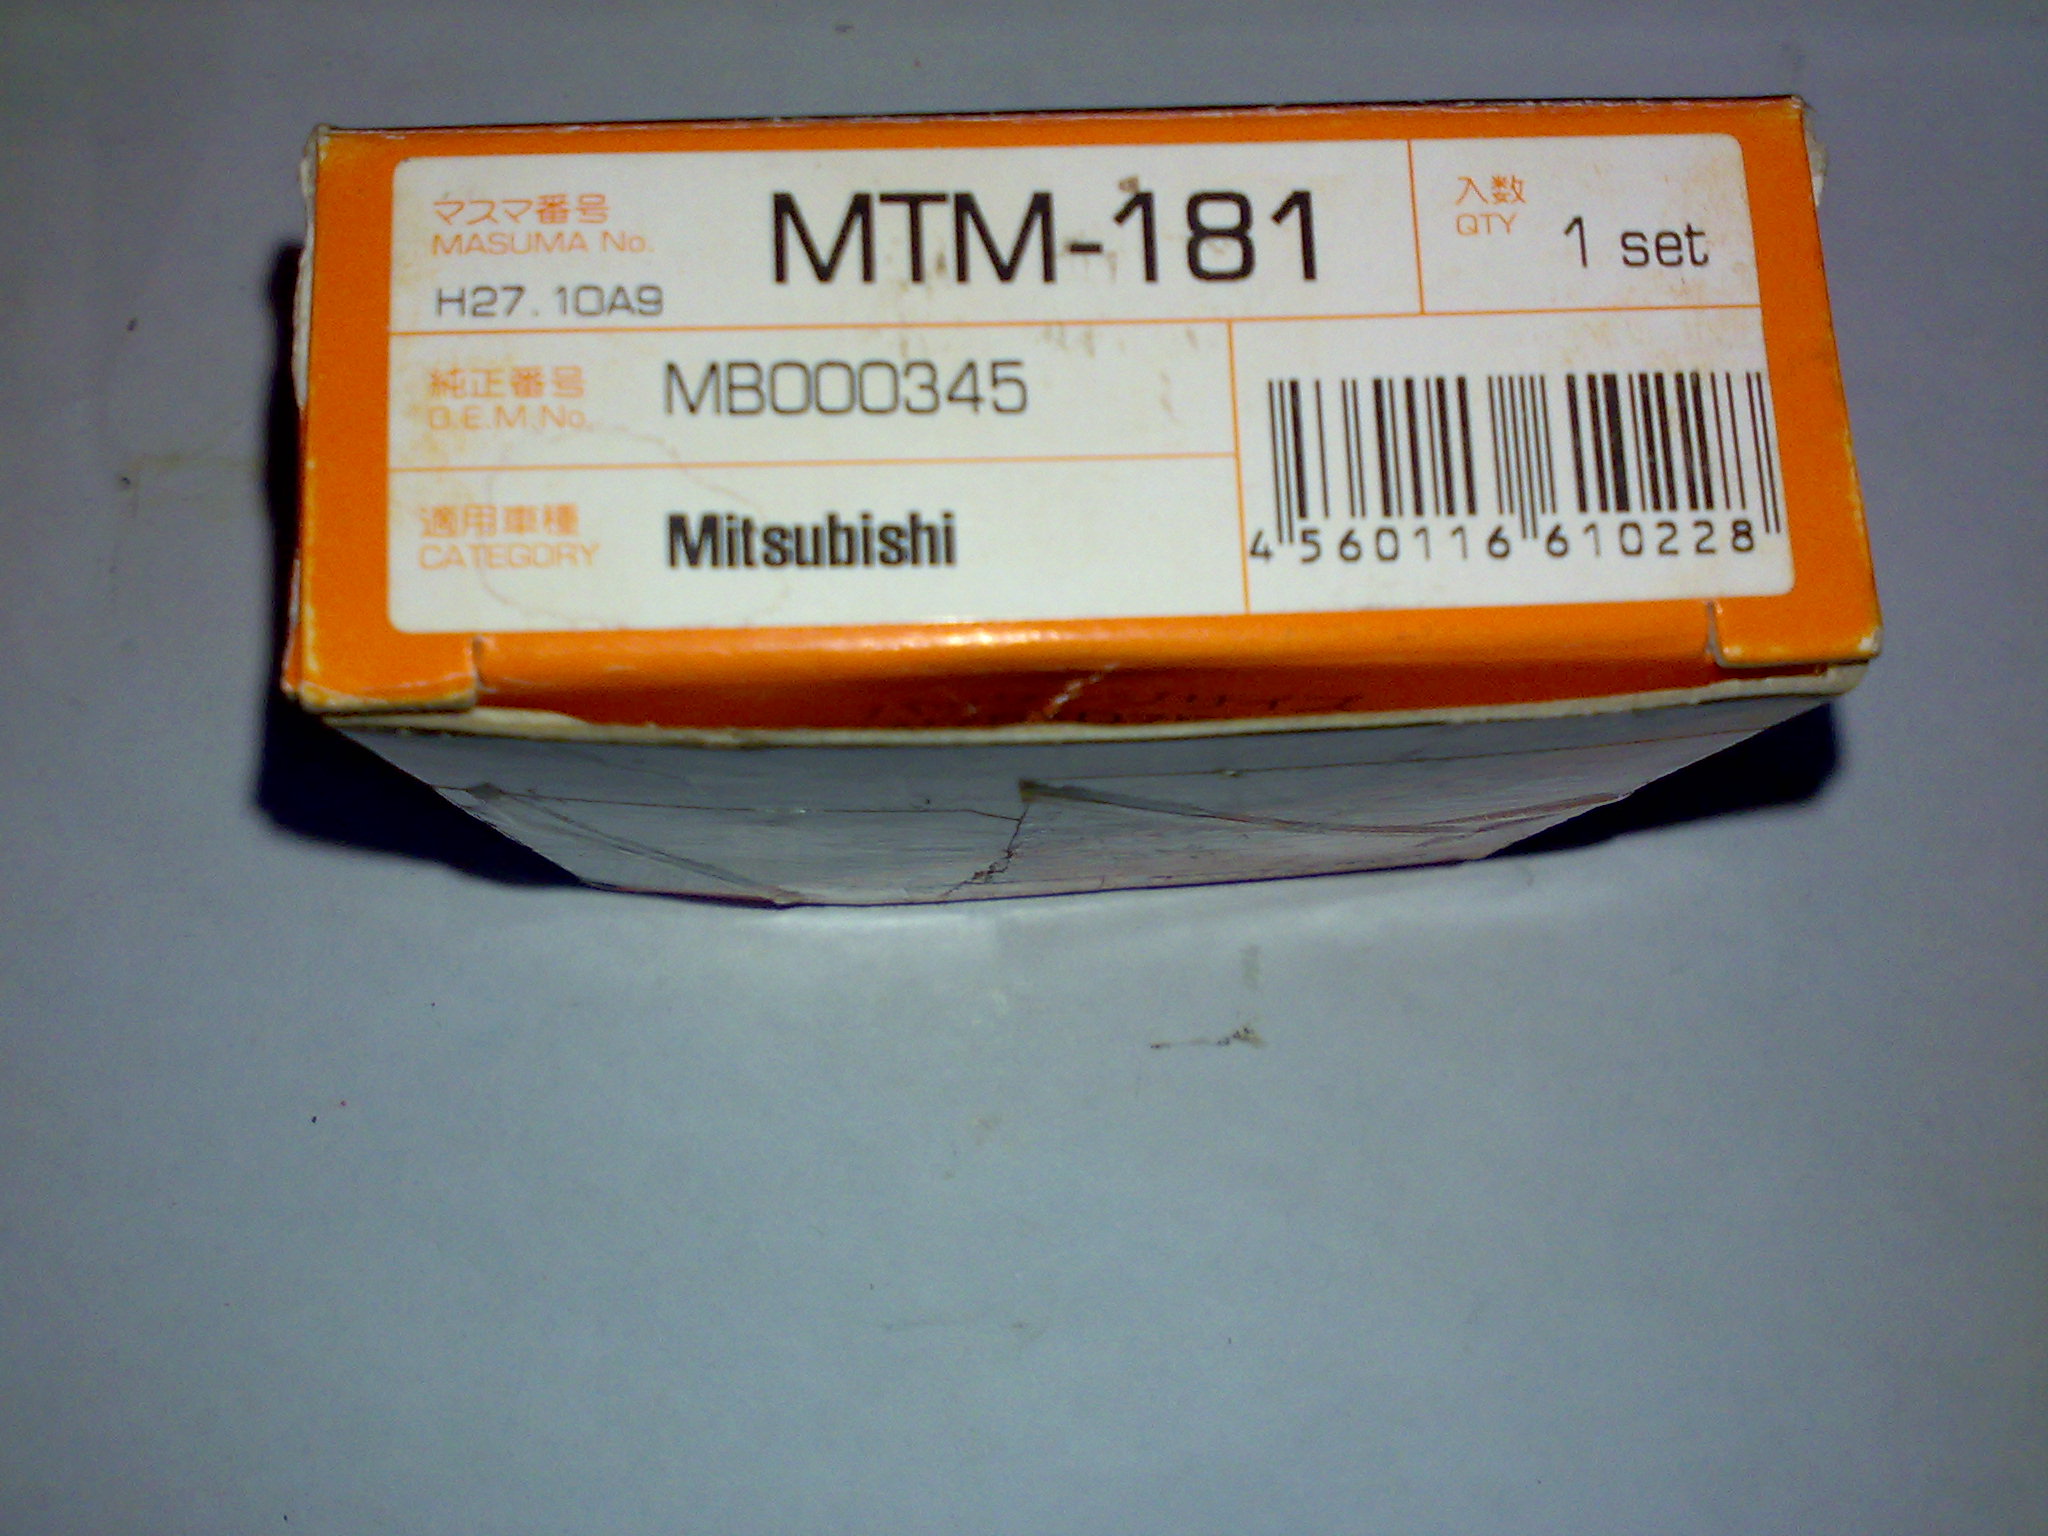 マスマ番号
MASUMA No.
MTM-181
H27.10A9
入数
QTY
1 set
純正番号
O.E.M.No.
MB000345
適用車種
CATEGORY
Mitsubishi
4560116610228